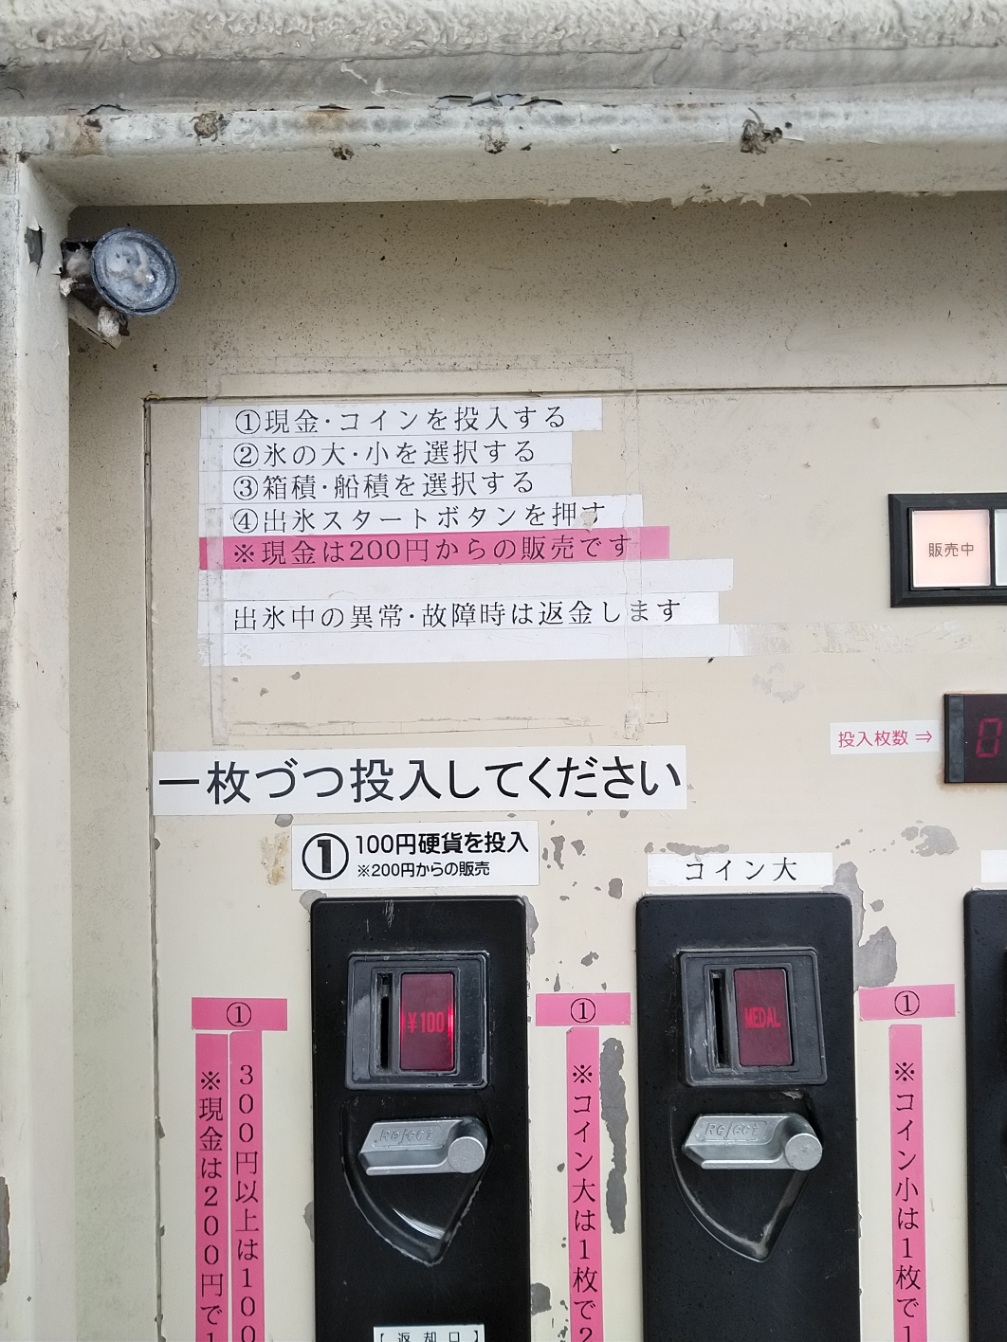 ①現金･コインを投入する
②氷の大･小を選択する
③箱積･船積を選択する
④出氷スタートボタンを押す
※現金は200円からの販売です
出氷中の異常･故障時は返金します
販売中
投入枚数 ⇒
0
一枚づつ投入してください
① 100円硬貨を投入
※200円からの販売
コイン大
¥100
MEDAL
REJECT
REJECT
①
300円以上は100
※現金は200円で1
①
※コイン大は1枚で2
①
※コイン小は1枚で1
【返却口】